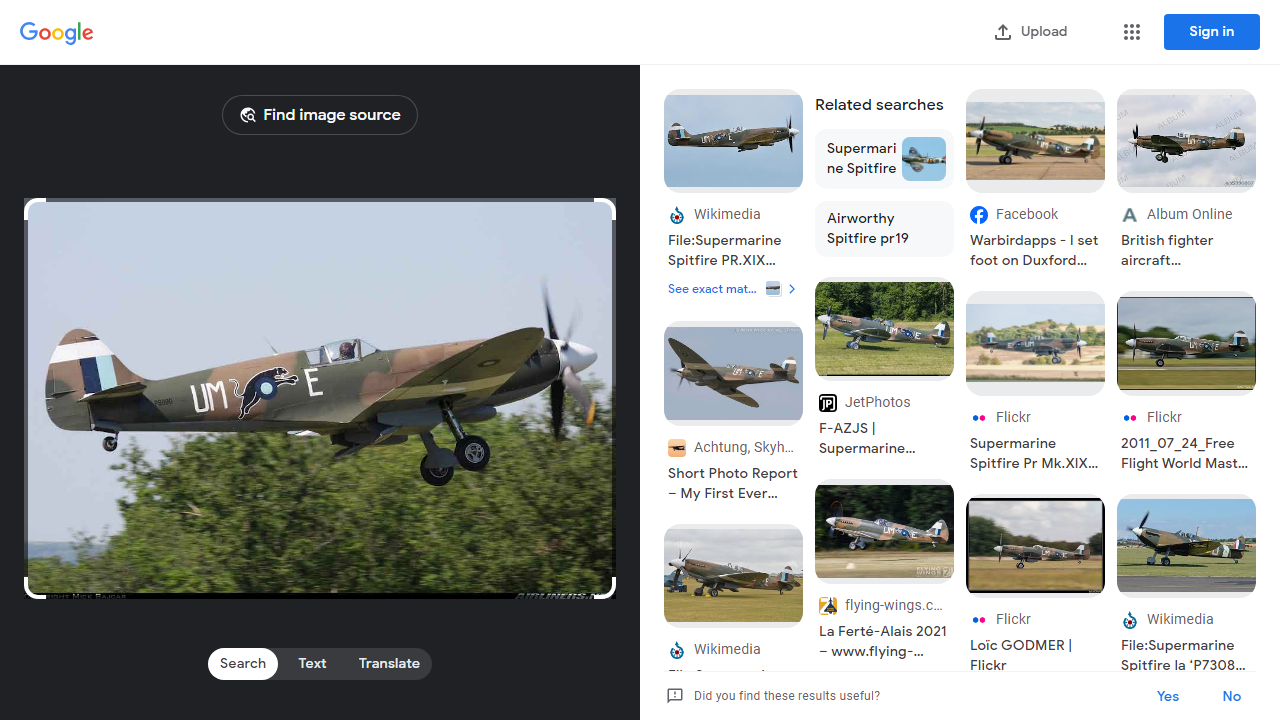 Google
Upload
Sign in
Find image source
UM
E
AIRLINERS.N
Search
Text
Translate
Wikimedia
File:Supermarine
Spitfire PR.XIX...
See exact mat...
Achtung, Skyh...
Short Photo Report
– My First Ever...
Wikimedia
Related searches
Supermari
ne Spitfire
Airworthy
Spitfire pr19
JetPhotos
F-AZJS |
Supermarine...
flying-wings.c...
La Ferté-Alais 2021
– www.flying-...
Facebook
Warbirdapps - I set
foot on Duxford...
Flickr
Supermarine
Spitfire Pr Mk.XIX...
Flickr
Loïc GODMER |
Flickr
Album Online
British fighter
aircraft...
Flickr
2011_07_24_Free
Flight World Mast...
Wikimedia
File:Supermarine
Spitfire la 'P7308...
Did you find these results useful?
Yes
No